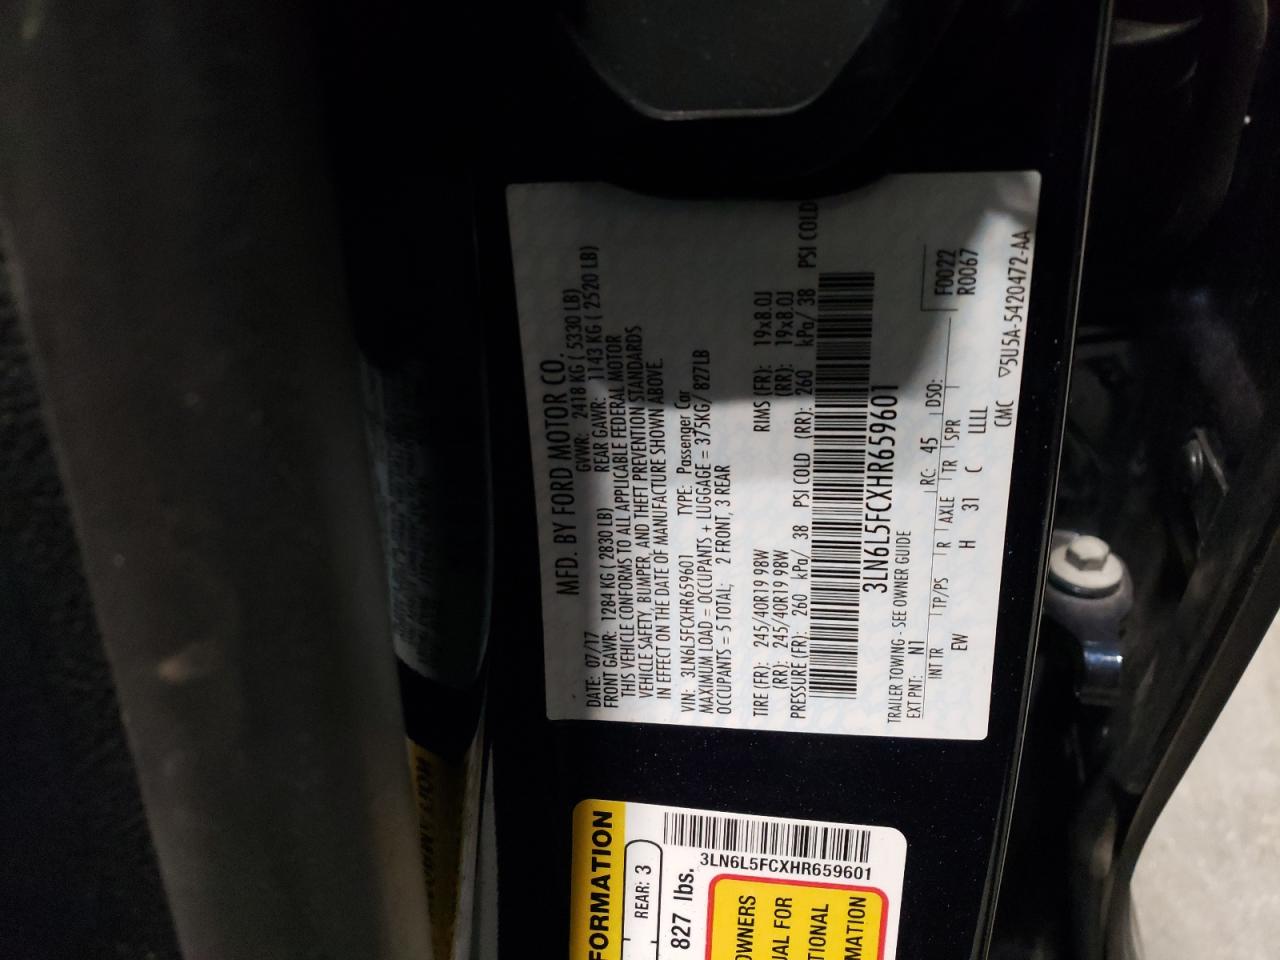 MFD. BY FORD MOTOR CO.
DATE: 07/17 GVWR: 2418 KG ( 5330 LB)
FRONT GAWR: 1284 KG ( 2830 LB) REAR GAWR: 1143 KG ( 2520 LB)
THIS VEHICLE CONFORMS TO ALL APPLICABLE FEDERAL MOTOR
VEHICLE SAFETY, BUMPER, AND THEFT PREVENTION STANDARDS
IN EFFECT ON THE DATE OF MANUFACTURE SHOWN ABOVE.
VIN: 3LN6L5FCXHR659601 TYPE: Passenger Car
MAXIMUM LOAD = OCCUPANTS + LUGGAGE = 375KG/ 827LB
OCCUPANTS = 5 TOTAL; 2 FRONT, 3 REAR
TIRE (FR): 245/40R19 98W RIMS (FR): 19x8.0J
(RR): 245/40R19 98W (RR): 19x8.0J
PRESSURE (FR): 260 kPa/ 38 PSI COLD (RR): 260 kPa/ 38 PSI COLD
3LN6L5FCXHR659601
TRAILER TOWING - SEE OWNER GUIDE
EXT PNT: N1 RC: 45 DSO: F0022
R0067
INT TR TP/PS R AXLE TR SPR
EW H 31 C LLLL
CMC ▽5U5A-5420472-AA
FORMATION
REAR: 3
827 lbs.
3LN6L5FCXHR659601
OWNERS
UAL FOR
TIONAL
MATION